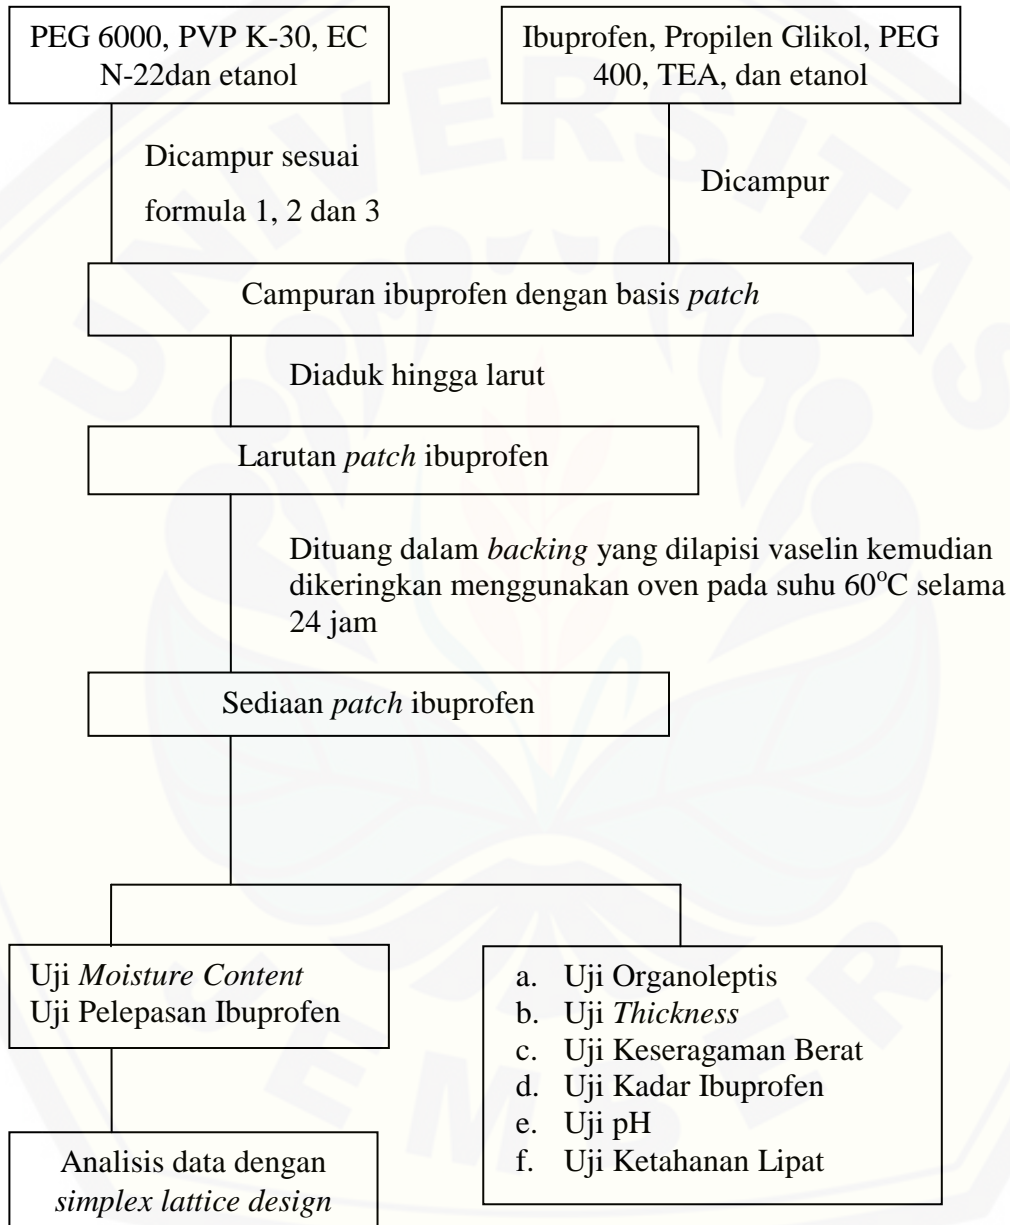 PEG 6000, PVP K-30, EC
N-22dan etanol
Ibuprofen, Propilen Glikol, PEG
400, TEA, dan etanol
Dicampur sesuai
formula 1, 2 dan 3
Dicampur
Campuran ibuprofen dengan basis patch
Diaduk hingga larut
Larutan patch ibuprofen
Dituang dalam backing yang dilapisi vaselin kemudian
dikeringkan menggunakan oven pada suhu 60°C selama
24 jam
Sediaan patch ibuprofen
Uji Moisture Content
Uji Pelepasan Ibuprofen
a. Uji Organoleptis
b. Uji Thickness
c. Uji Keseragaman Berat
d. Uji Kadar Ibuprofen
e. Uji pH
f. Uji Ketahanan Lipat
Analisis data dengan
simplex lattice design
UNIVERSITAS
JEMBER